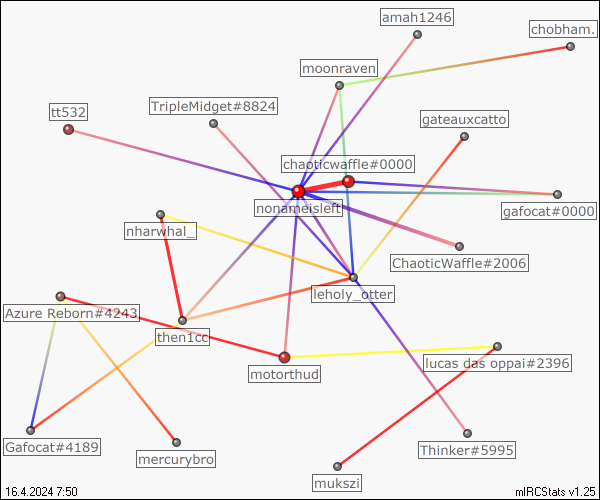 amah1246
chobham.
moonraven
TripleMidget#8824
tt532
gateauxcatto
chaoticwaffle#0000
nonameisleft
gafocat#0000
nharwhal_
ChaoticWaffle#2006
leholy_otter
Azure Reborn#4243
then1cc
lucas das oppai#2396
motorthud
Gafocat#4189
mercurybro
Thinker#5995
mukszi
16.4.2024 7:50
mIRCStats v1.25